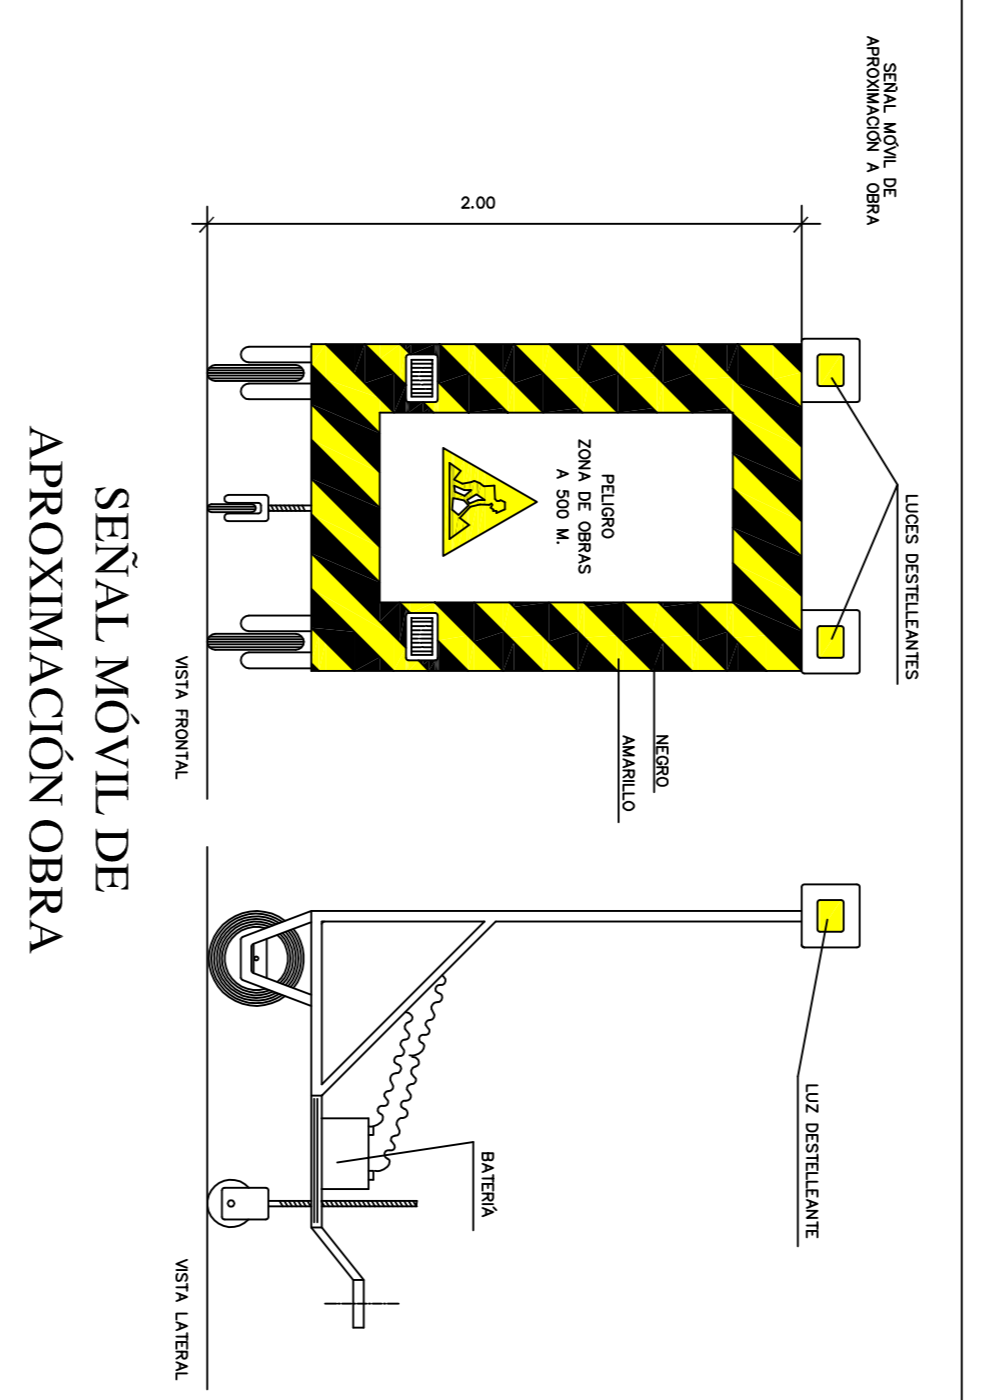 SEÑAL MÓVIL DE
APROXIMACIÓN A OBRA
LUCES DESTELLEANTES
2.00
PELIGRO
ZONA DE OBRAS
A 500 M.
NEGRO
AMARILLO
VISTA FRONTAL
LUZ DESTELLEANTE
BATERÍA
VISTA LATERAL
SEÑAL MÓVIL DE
APROXIMACIÓN OBRA